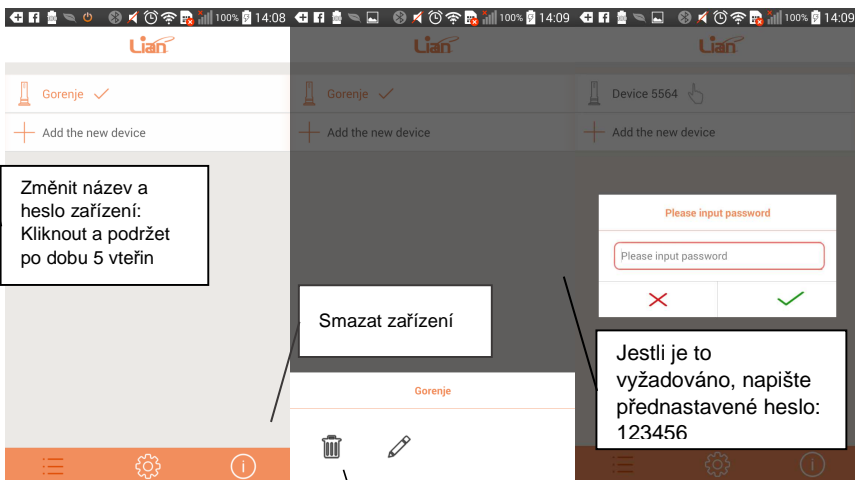 100% 14:08
Lian
Gorenje
Add the new device
Změnit název a
heslo zařízení:
Kliknout a podržet
po dobu 5 vteřin
100% 14:09
Lian
Gorenje
Add the new device
Smazat zařízení
Gorenje
100% 14:09
Lian
Device 5564
Add the new device
Please input password
Please input password
Jestli je to
vyžadováno, napište
přednastavené heslo:
123456